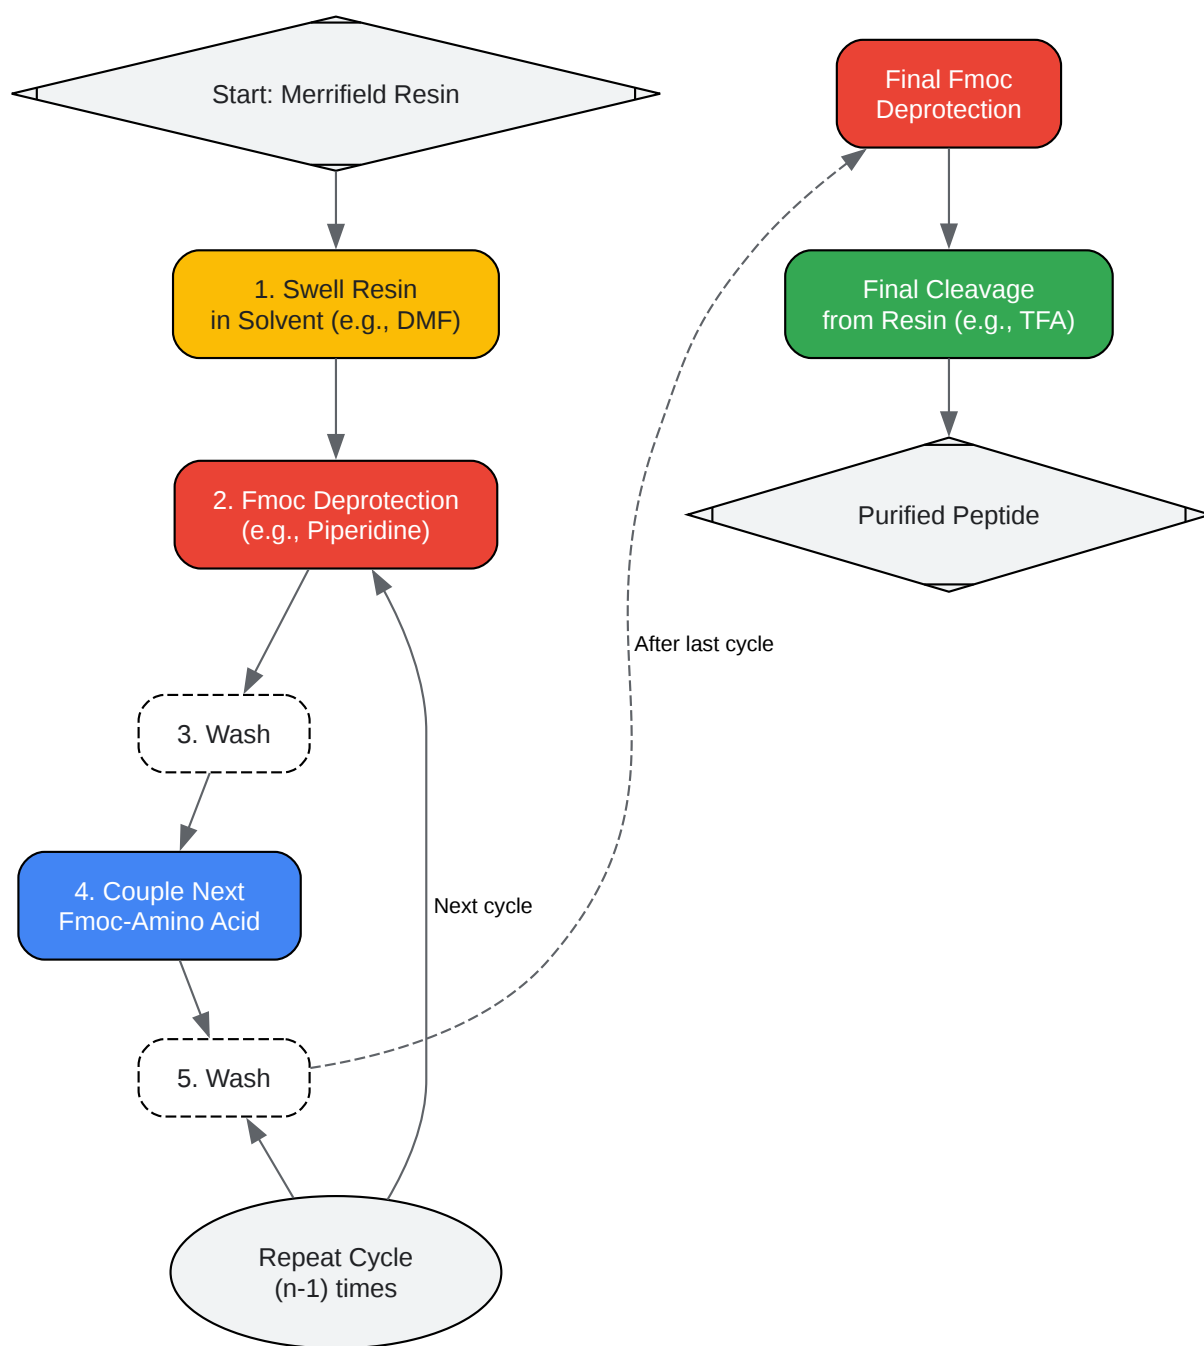 Start: Merrifield Resin
1. Swell Resin
in Solvent (e.g., DMF)
2. Fmoc Deprotection
(e.g., Piperidine)
3. Wash
4. Couple Next
Fmoc-Amino Acid
Next cycle
5. Wash
Repeat Cycle
(n-1) times
After last cycle
Final Fmoc
Deprotection
Final Cleavage
from Resin (e.g., TFA)
Purified Peptide